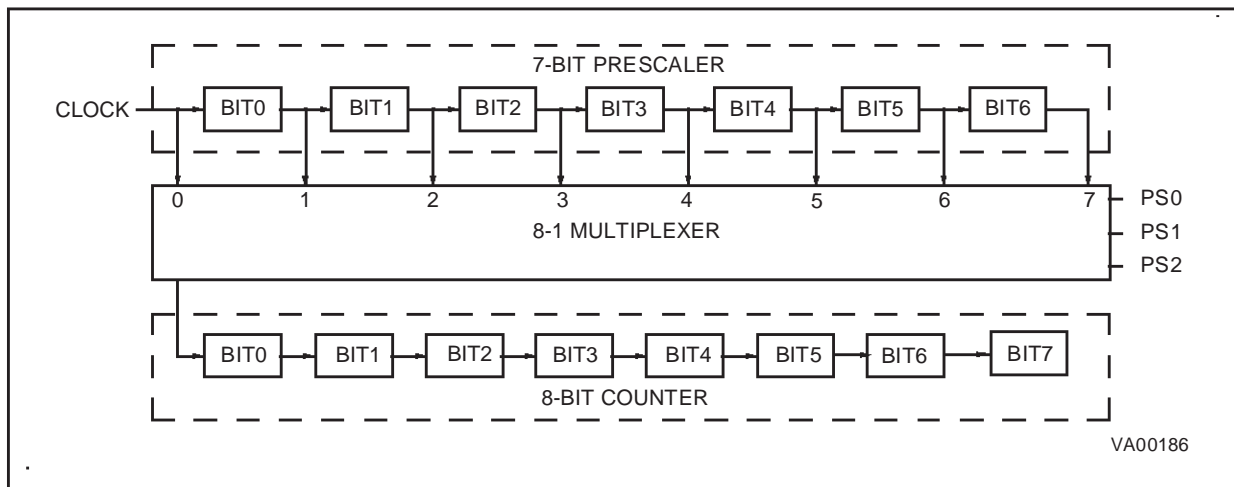 7-BIT PRESCALER
CLOCK BIT0 BIT1 BIT2 BIT3 BIT4 BIT5 BIT6
0 1 2 3 4 5 6 7 PS0
8-1 MULTIPLEXER PS1
PS2
BIT0 BIT1 BIT2 BIT3 BIT4 BIT5 BIT6 BIT7
8-BIT COUNTER
VA00186